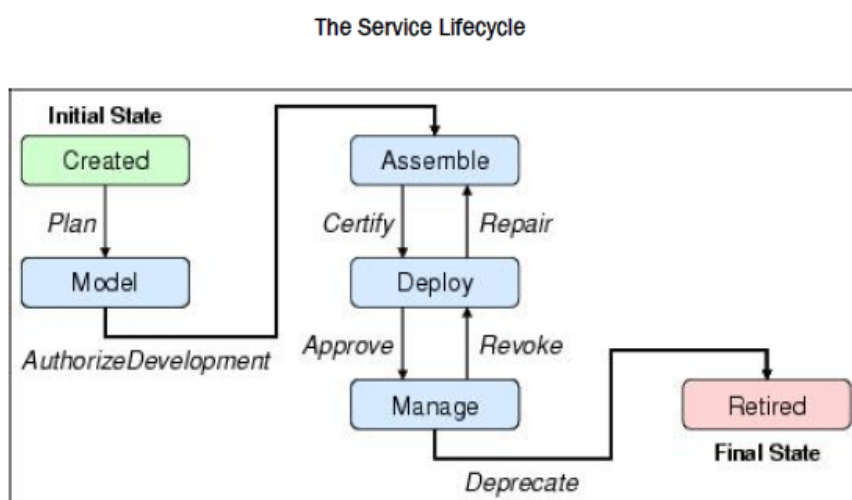 The Service Lifecycle
Initial State
Created
Plan
Model
AuthorizeDevelopment
Assemble
Certify
Repair
Deploy
Approve
Revoke
Manage
Deprecate
Retired
Final State